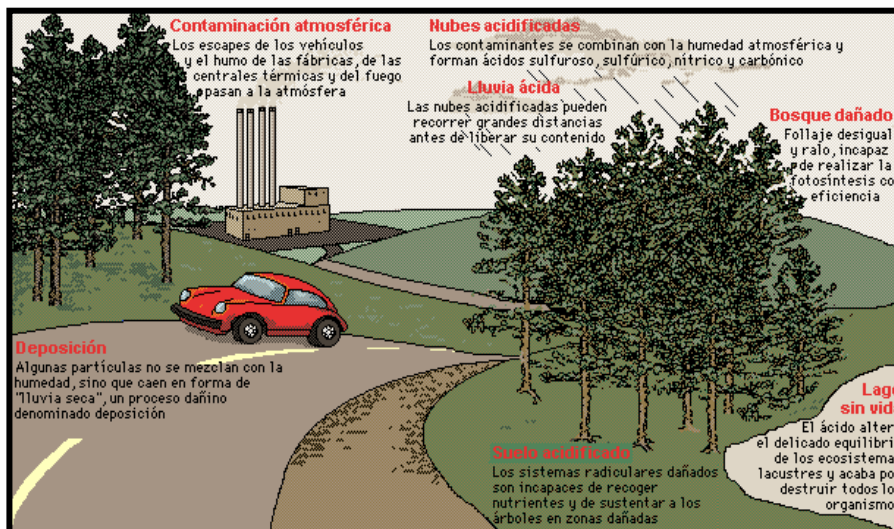 Contaminación atmosférica
Los escapes de los vehículos
y el humo de las fábricas, de las
centrales térmicas y del fuego
pasan a la atmósfera
Nubes acidificadas
Los contaminantes se combinan con la humedad atmosférica y
forman ácidos sulfuroso, sulfúrico, nítrico y carbónico
Lluvia ácida
Las nubes acidificadas pueden
recorrer grandes distancias
antes de liberar su contenido
Bosque dañado
Follaje desigual
y ralo, incapaz
de realizar la
fotosíntesis co
eficiencia
Deposición
Algunas partículas no se mezclan con la
humedad, sino que caen en forma de
"lluvia seca", un proceso dañino
denominado deposición
Suelo acidificado
Los sistemas radiculares dañados
son incapaces de recoger
nutrientes y de sustentar a los
árboles en zonas dañadas
Lago
sin vid
El ácido alter
el delicado equilibri
de los ecosistema
lacustres y acaba po
destruir todos lo
organismo